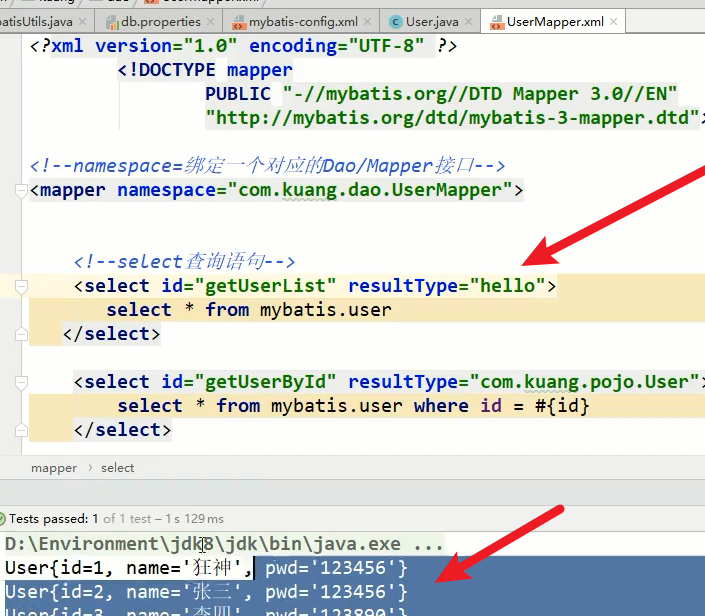 batisUtils.java db.properties mybatis-config.xml User.java UserMapper.xml
<?xml version="1.0" encoding="UTF-8" ?>
<!DOCTYPE mapper
PUBLIC "-//mybatis.org//DTD Mapper 3.0//EN"
"http://mybatis.org/dtd/mybatis-3-mapper.dtd">
<!--namespace=绑定一个对应的Dao/Mapper接口-->
<mapper namespace="com.kuang.dao.UserMapper">
<!--select查询语句-->
<select id="getUserList" resultType="hello">
select * from mybatis.user
</select>
<select id="getUserById" resultType="com.kuang.pojo.User">
select * from mybatis.user where id = #{id}
</select>
mapper › select
Tests passed: 1 of 1 test – 1 s 129 ms
D:\Environment\jdk8\jdk\bin\java.exe ...
User{id=1, name='狂神', pwd='123456'}
User{id=2, name='张三', pwd='123456'}
User{id=3, name='李四', pwd='123890'}